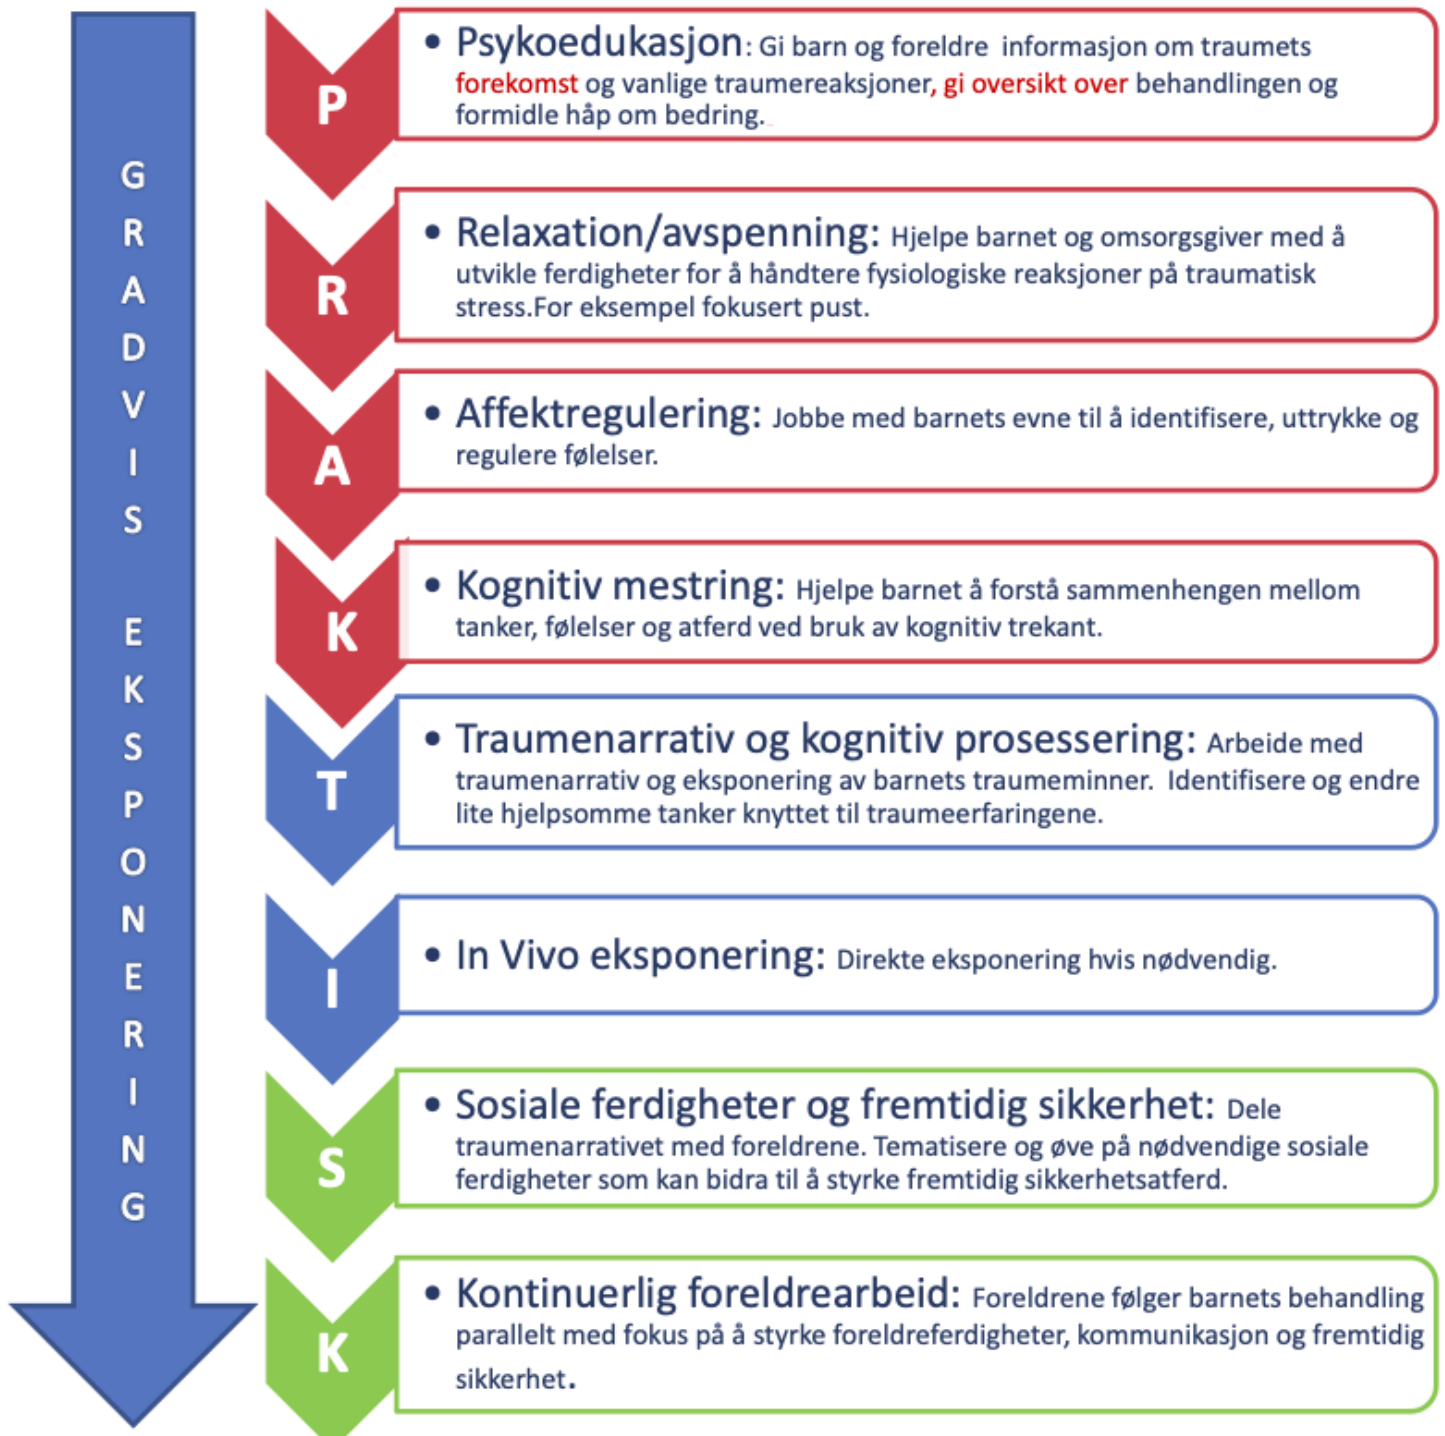 GRADVIS EKSPONERING
P
• Psykoedukasjon: Gi barn og foreldre informasjon om traumets
forekomst og vanlige traumereaksjoner, gi oversikt over behandlingen og
formidle håp om bedring.
R
• Relaxation/avspenning: Hjelpe barnet og omsorgsgiver med å
utvikle ferdigheter for å håndtere fysiologiske reaksjoner på traumatisk
stress.For eksempel fokusert pust.
A
• Affektregulering: Jobbe med barnets evne til å identifisere, uttrykke og
regulere følelser.
K
• Kognitiv mestring: Hjelpe barnet å forstå sammenhengen mellom
tanker, følelser og atferd ved bruk av kognitiv trekant.
T
• Traumenarrativ og kognitiv prosessering: Arbeide med
traumenarrativ og eksponering av barnets traumeminner. Identifisere og endre
lite hjelpsomme tanker knyttet til traumeerfaringene.
I
• In Vivo eksponering: Direkte eksponering hvis nødvendig.
S
• Sosiale ferdigheter og fremtidig sikkerhet: Dele
traumenarrativet med foreldrene. Tematisere og øve på nødvendige sosiale
ferdigheter som kan bidra til å styrke fremtidig sikkerhetsatferd.
K
• Kontinuerlig foreldrearbeid: Foreldrene følger barnets behandling
parallelt med fokus på å styrke foreldreferdigheter, kommunikasjon og fremtidig
sikkerhet.